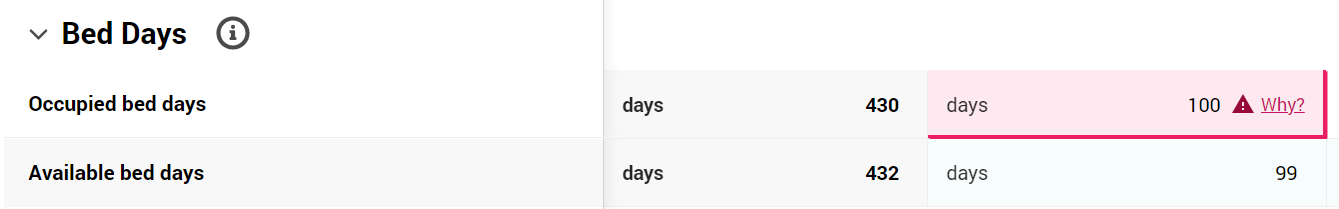 Bed Days
Occupied bed days days 430 days 100 Why?
Available bed days days 432 days 99